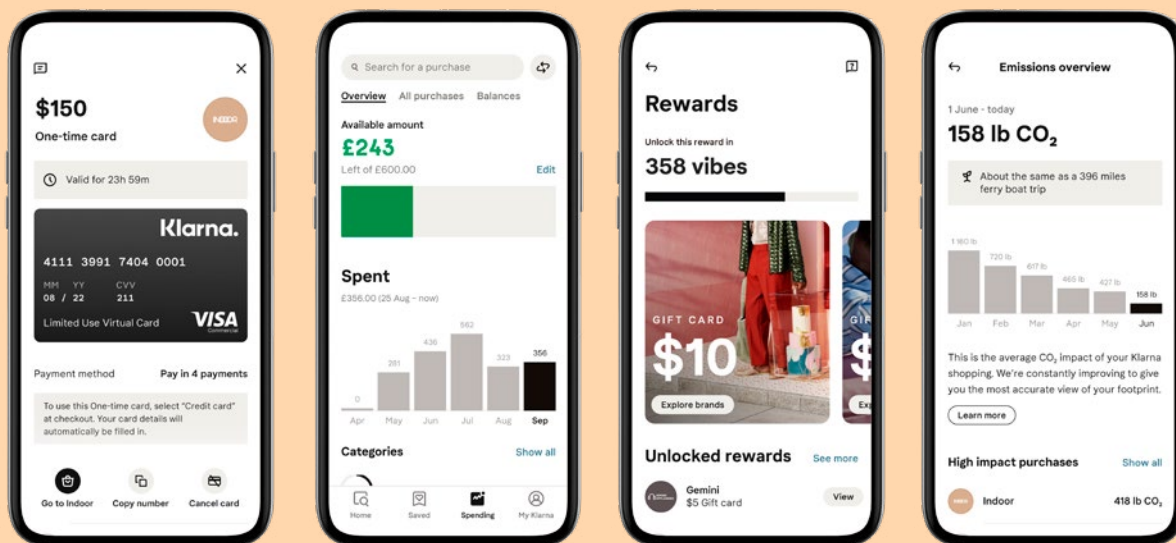 $150
One-time card
INDOOR
Valid for 23h 59m
Klarna.
4111 3991 7404 0001
MM YY CVV
08 / 22 211
Limited Use Virtual Card
VISA
Commercial
Payment method Pay in 4 payments
To use this One-time card, select "Credit card"
at checkout. Your card details will
automatically be filled in.
Go to Indoor Copy number Cancel card
Search for a purchase
Overview All purchases Balances
Available amount
£243
Left of £600.00 Edit
Spent
£356.00 (25 Aug – now)
0 281 436 562 323 356
Apr May Jun Jul Aug Sep
Categories Show all
Home Saved Spending My Klarna
Rewards
Unlock this reward in
358 vibes
GIFT CARD
$10
Explore brands
GIF
$
Ex
Unlocked rewards See more
Gemini
$5 Gift card
View
Emissions overview
1 June - today
158 lb CO₂
About the same as a 396 miles
ferry boat trip
1 160 lb 720 lb 617 lb 465 lb 427 lb 158 lb
Jan Feb Mar Apr May Jun
This is the average CO₂ impact of your Klarna
shopping. We're constantly improving to give
you the most accurate view of your footprint.
Learn more
High impact purchases Show all
Indoor 418 lb CO₂